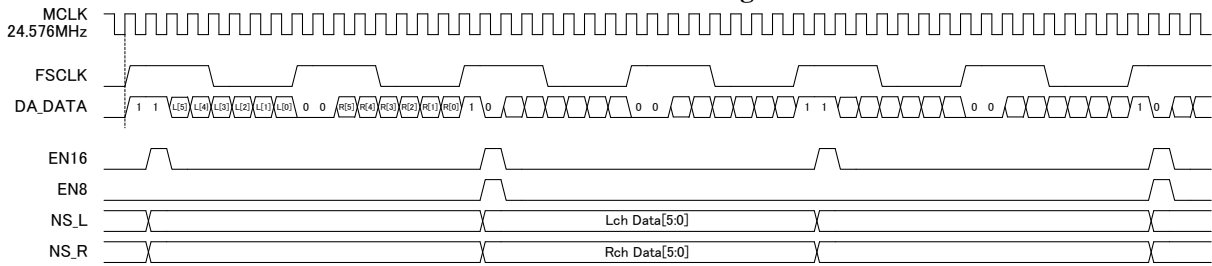 MCLK
24.576MHz
FSCLK
DA_DATA 1 1 L[5] L[4] L[3] L[2] L[1] L[0] 0 0 R[5] R[4] R[3] R[2] R[1] R[0] 1 0 0 0 1 1 0 0 1 0
EN16
EN8
NS_L Lch Data[5:0]
NS_R Rch Data[5:0]